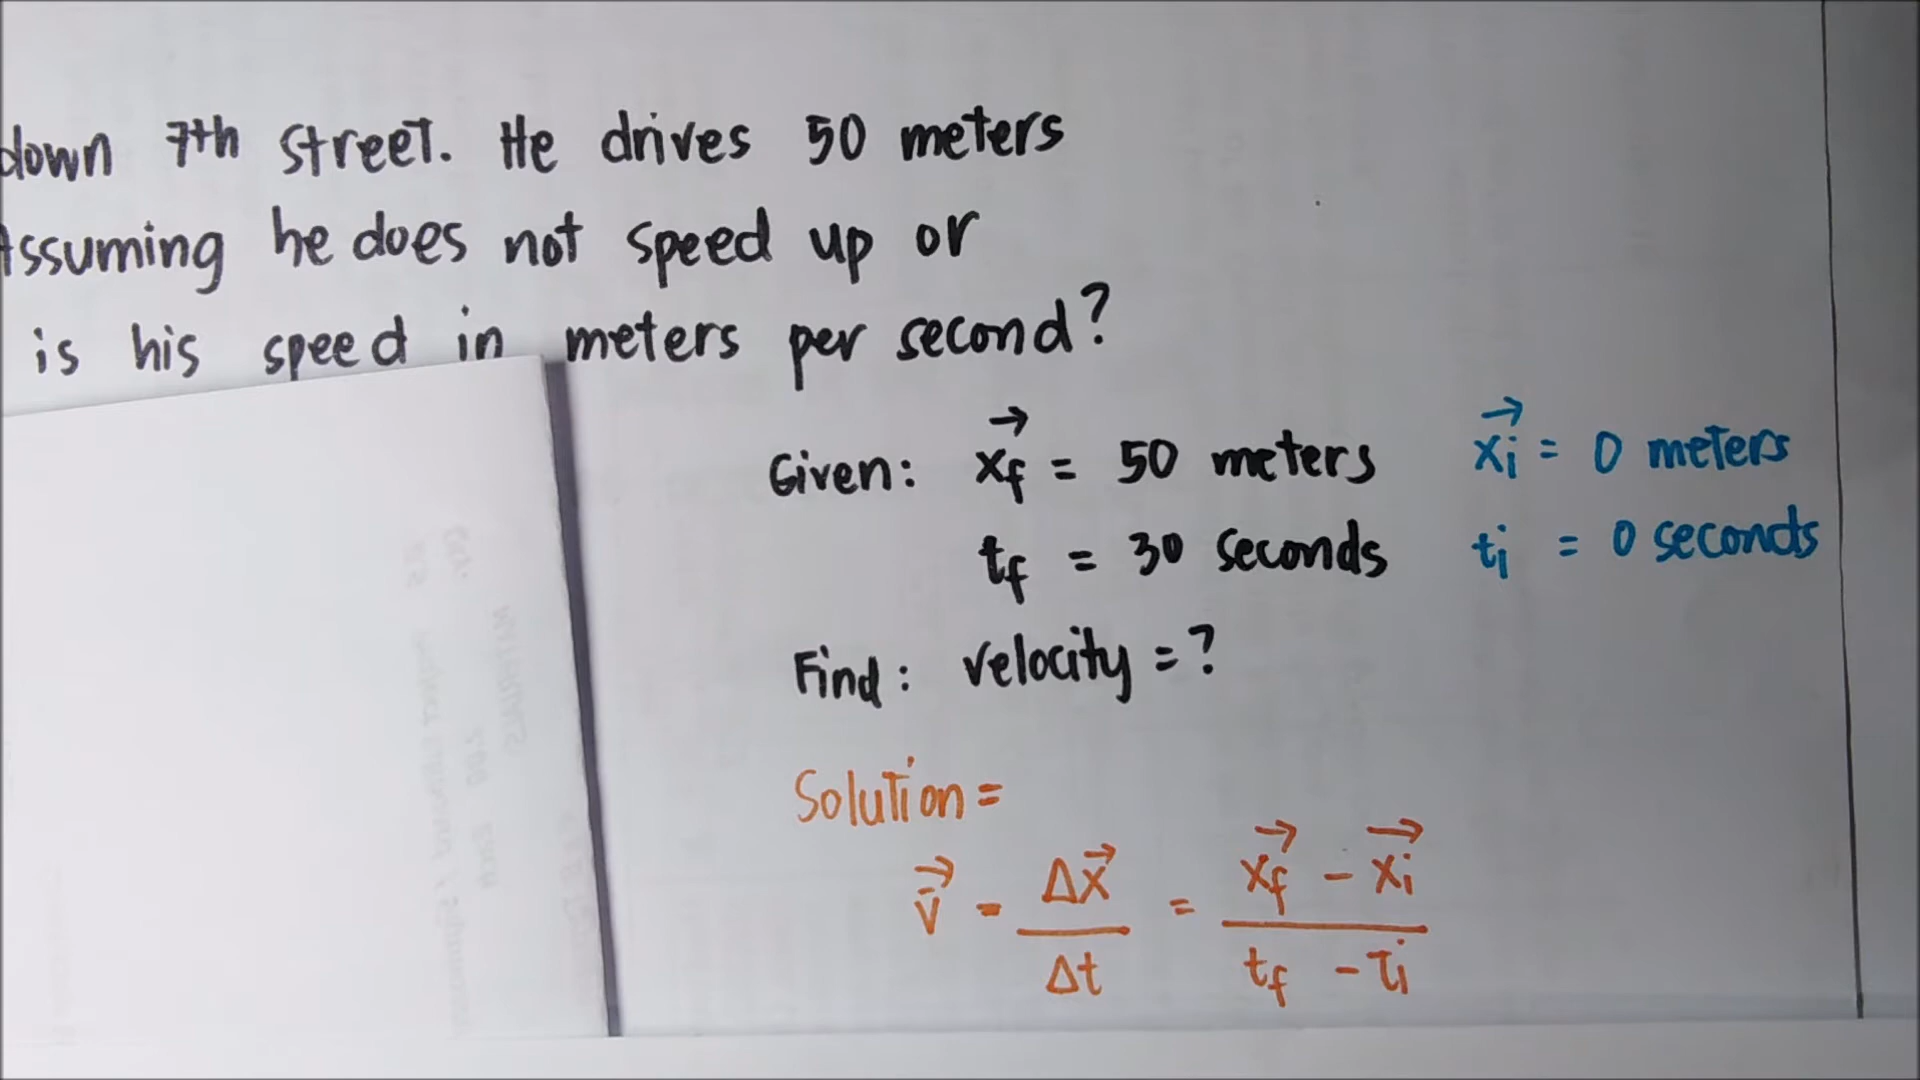 down 7th street. He drives 50 meters
Assuming he does not speed up or
is his speed in meters per second?
Given: x⃗f = 50 meters x⃗i = 0 meters
tf = 30 seconds ti = 0 seconds
Find: velocity = ?
Solution =
v⃗ = Δx⃗ / Δt = x⃗f - x⃗i / tf - ti